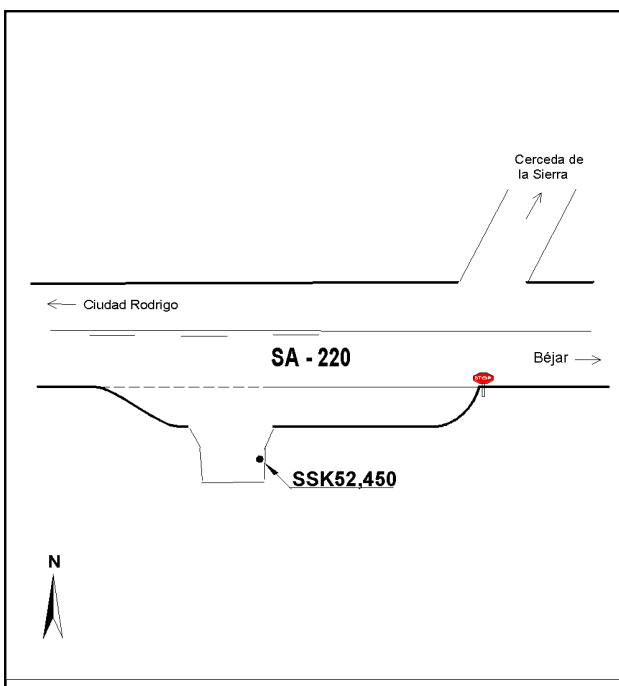 Cerceda de
la Sierra
Ciudad Rodrigo
SA - 220
Béjar
STOP
SSK52,450
N